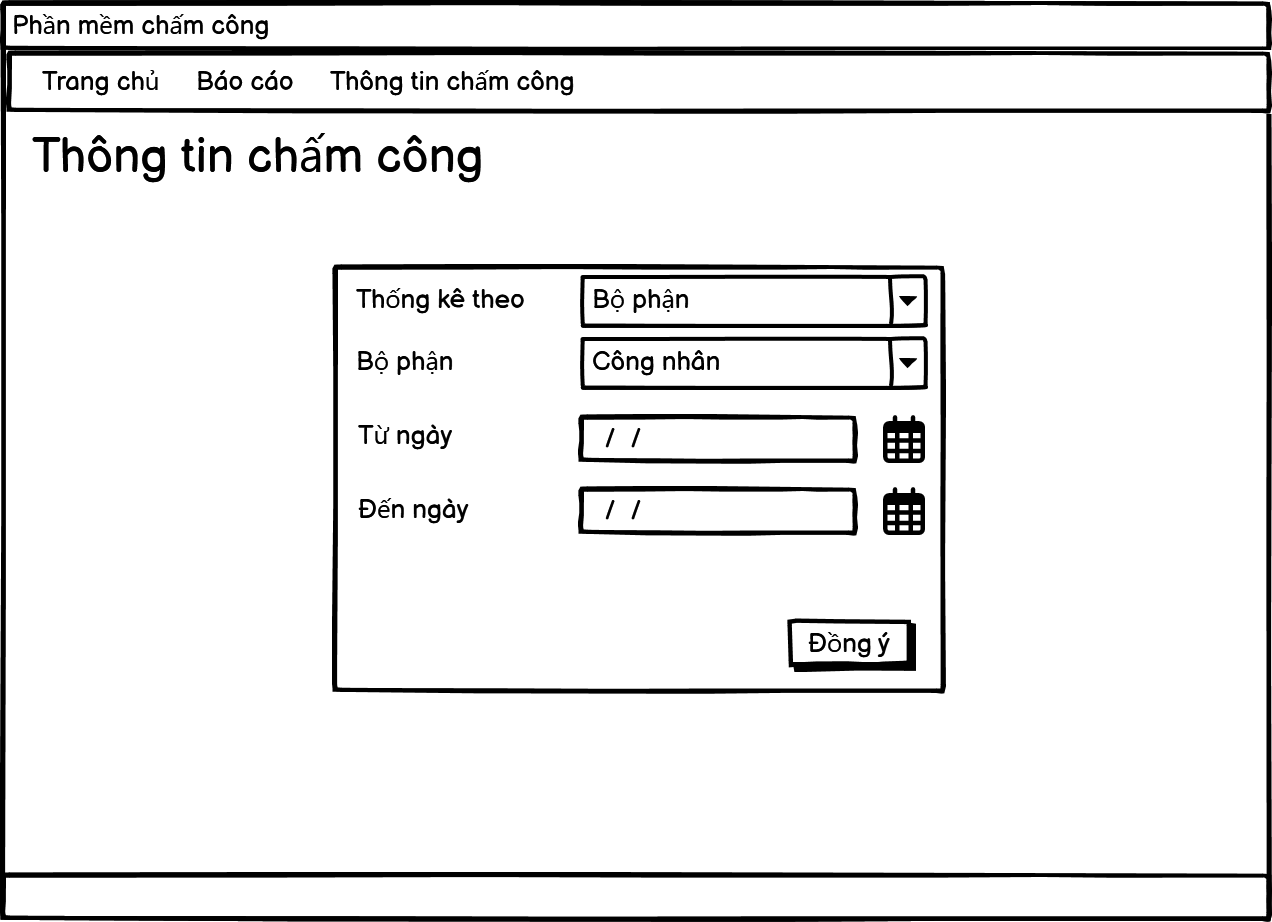 Phần mềm chấm công
Trang chủ Báo cáo Thông tin chấm công
Thông tin chấm công
Thống kê theo Bộ phận
Bộ phận Công nhân
Từ ngày / /
Đến ngày / /
Đồng ý